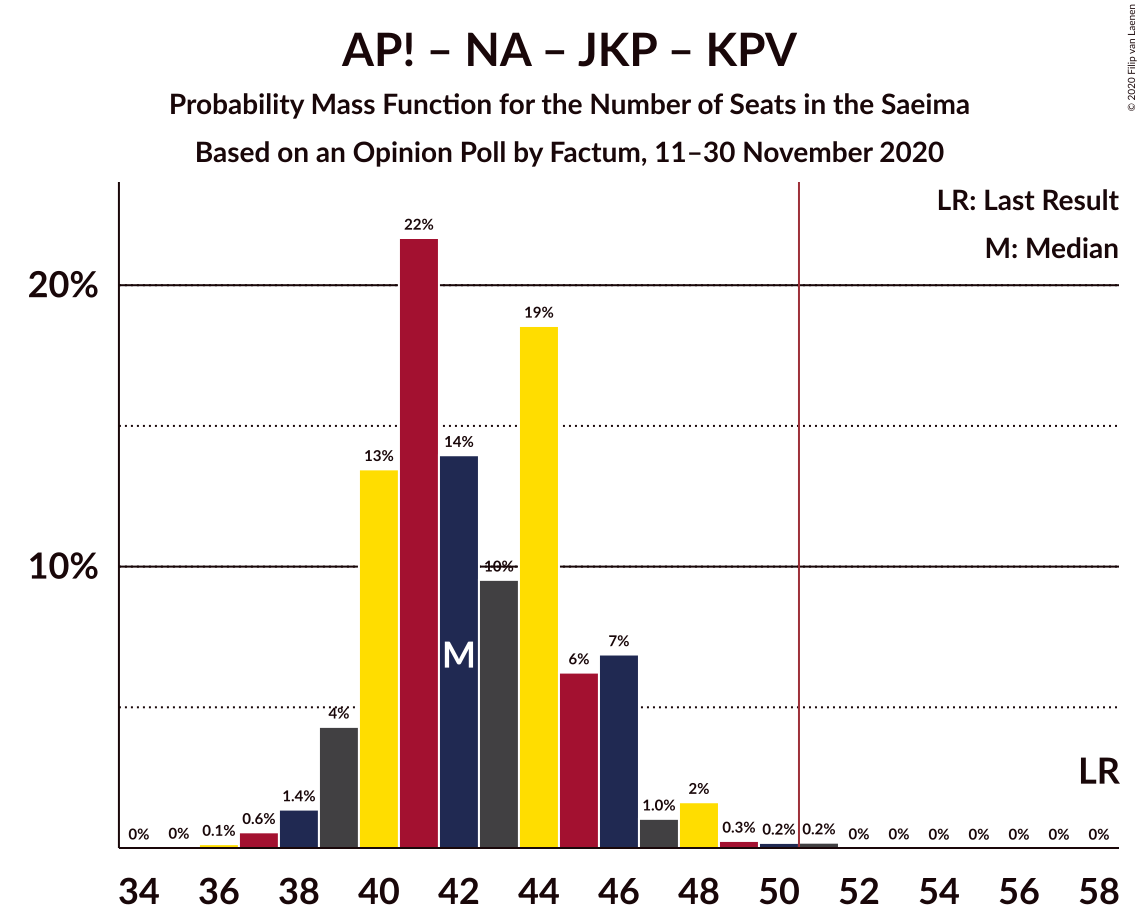 AP! – NA – JKP – KPV
Probability Mass Function for the Number of Seats in the Saeima
Based on an Opinion Poll by Factum, 11–30 November 2020
© 2020 Filip van Laenen
LR: Last Result
M: Median
20%
10%
0% 0% 0.1% 0.6% 1.4% 4% 13% 22% 14% 10% 19% 6% 7% 1.0% 2% 0.3% 0.2% 0.2% 0% 0% 0% 0% 0% 0% 0%
M
LR
34 36 38 40 42 44 46 48 50 52 54 56 58